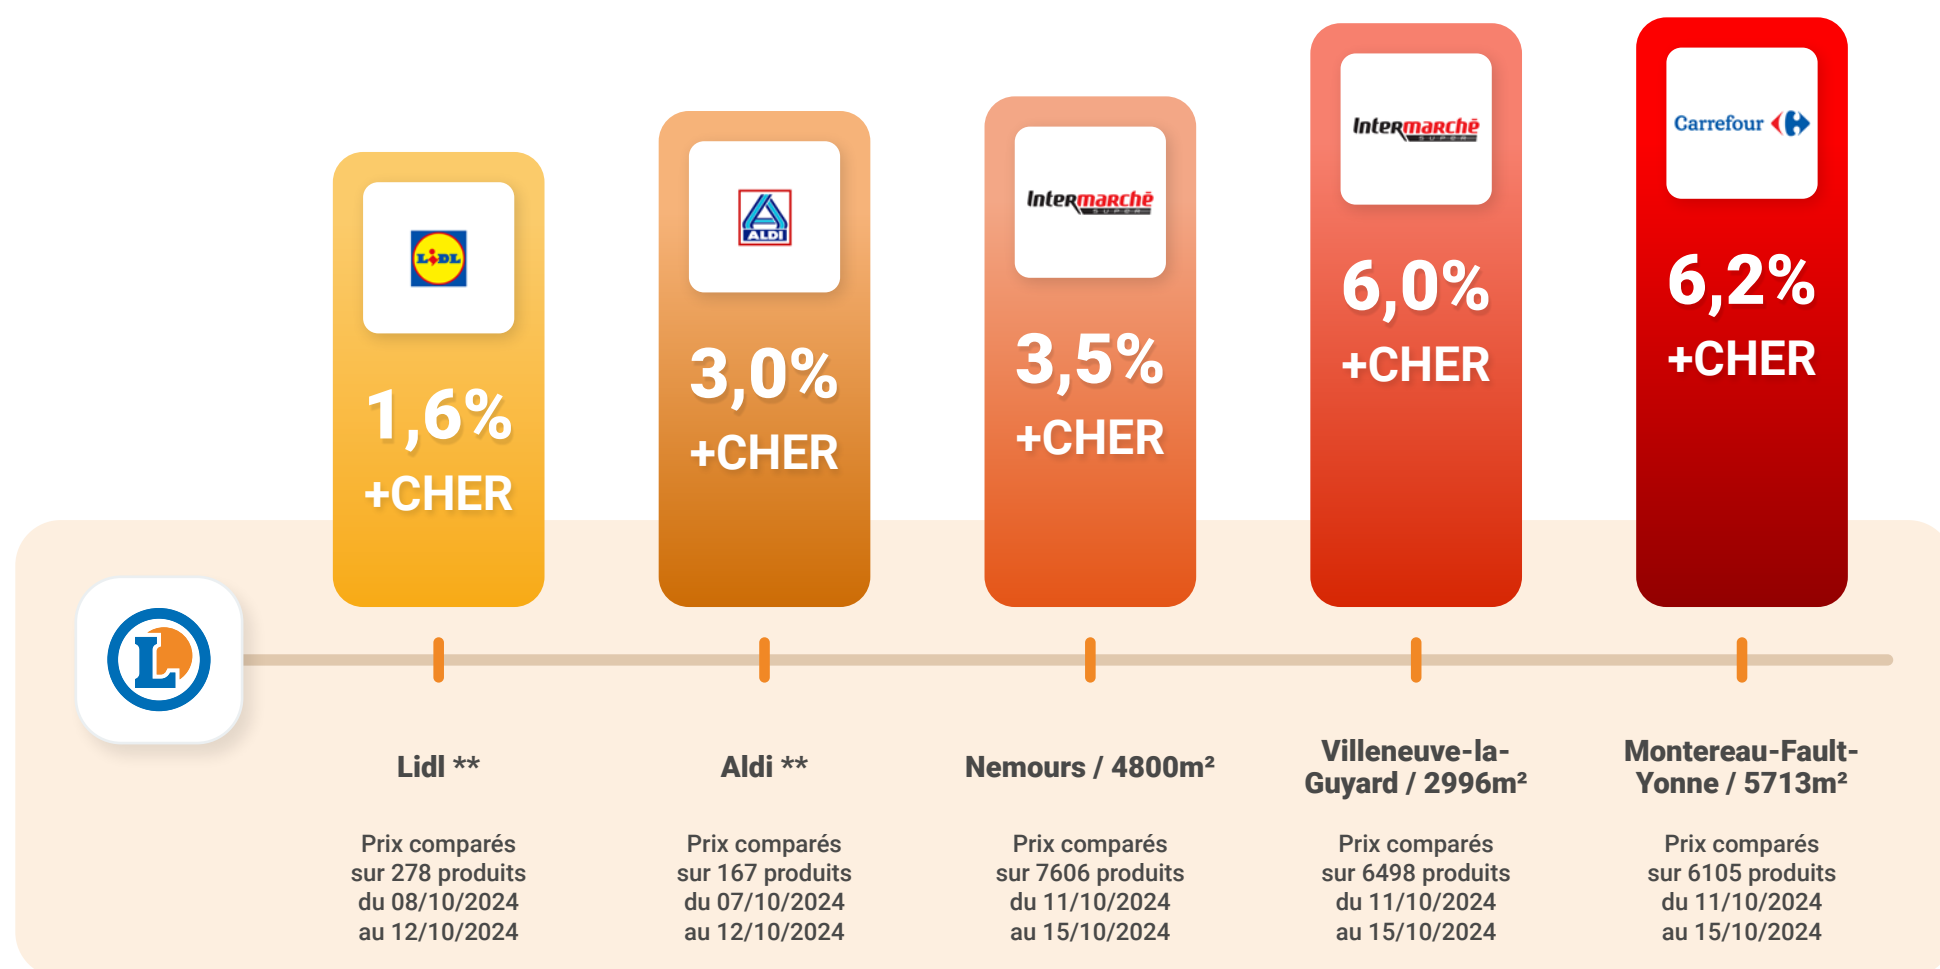 LIDL
1,6%
+CHER
ALDI
3,0%
+CHER
Intermarchē
SUPER
3,5%
+CHER
Intermarchē
SUPER
6,0%
+CHER
Carrefour
6,2%
+CHER
L
Lidl **
Prix comparés
sur 278 produits
du 08/10/2024
au 12/10/2024
Aldi **
Prix comparés
sur 167 produits
du 07/10/2024
au 12/10/2024
Nemours / 4800m²
Prix comparés
sur 7606 produits
du 11/10/2024
au 15/10/2024
Villeneuve-la-
Guyard / 2996m²
Prix comparés
sur 6498 produits
du 11/10/2024
au 15/10/2024
Montereau-Fault-
Yonne / 5713m²
Prix comparés
sur 6105 produits
du 11/10/2024
au 15/10/2024